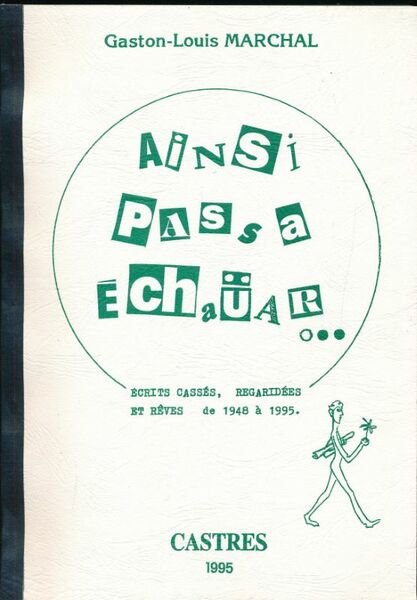 Gaston-Louis MARCHAL
AiNSi
PASsa
ÉChaÜAR...
ÉCRITS CASSÉS, REGARIDÉES
ET RÊVES de 1948 à 1995.
CASTRES
1995